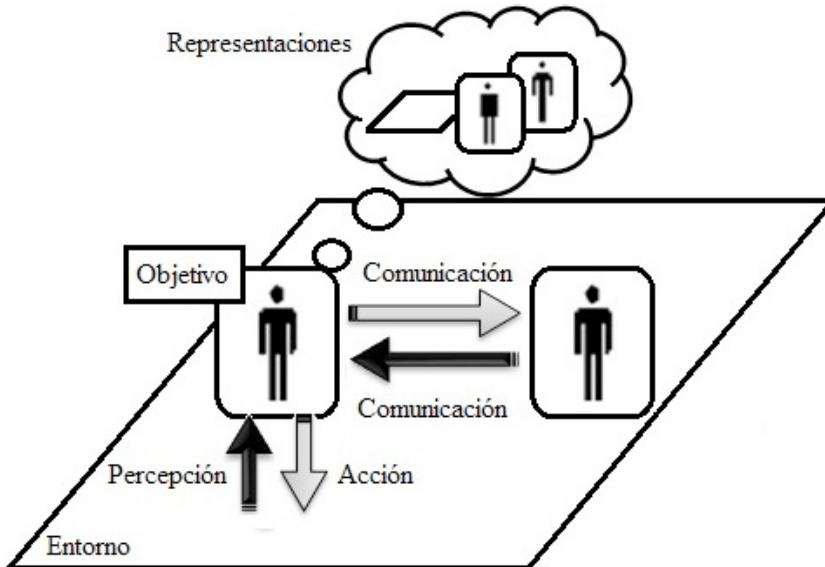 Representaciones
Objetivo
Comunicación
Comunicación
Percepción
Acción
Entorno